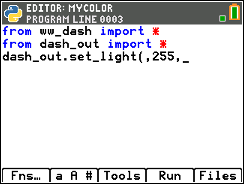 EDITOR: MYCOLOR
PROGRAM LINE 0003
from ww_dash import *
from dash_out import *
dash_out.set_light(,255,_
Fns… a A # Tools Run Files